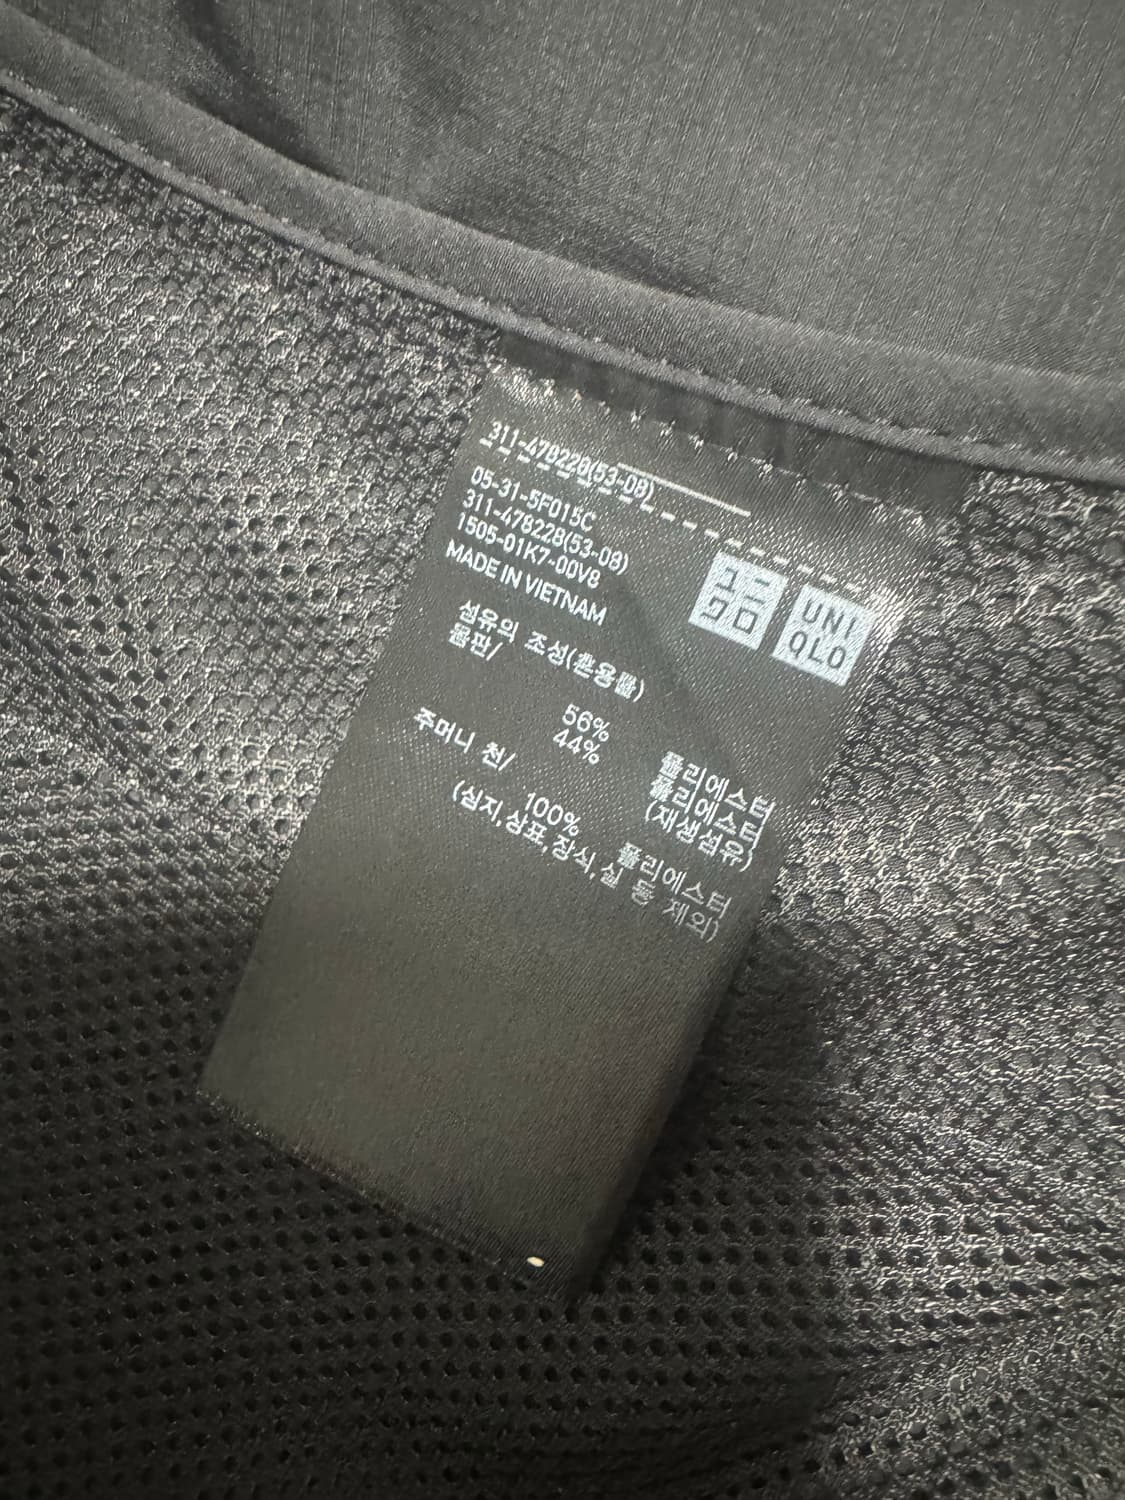 311-478228(53-08)
05-31-5F015C
311-478228(53-08)
1505-01K7-00V8
MADE IN VIETNAM
ユニ
クロ
UNI
QLO
섬유의 조성(혼용률)
몸판/
56% 폴리에스터
44% 폴리에스터
(재생섬유)
주머니 천/
100% 폴리에스터
(심지,상표,장식,실 등 제외)